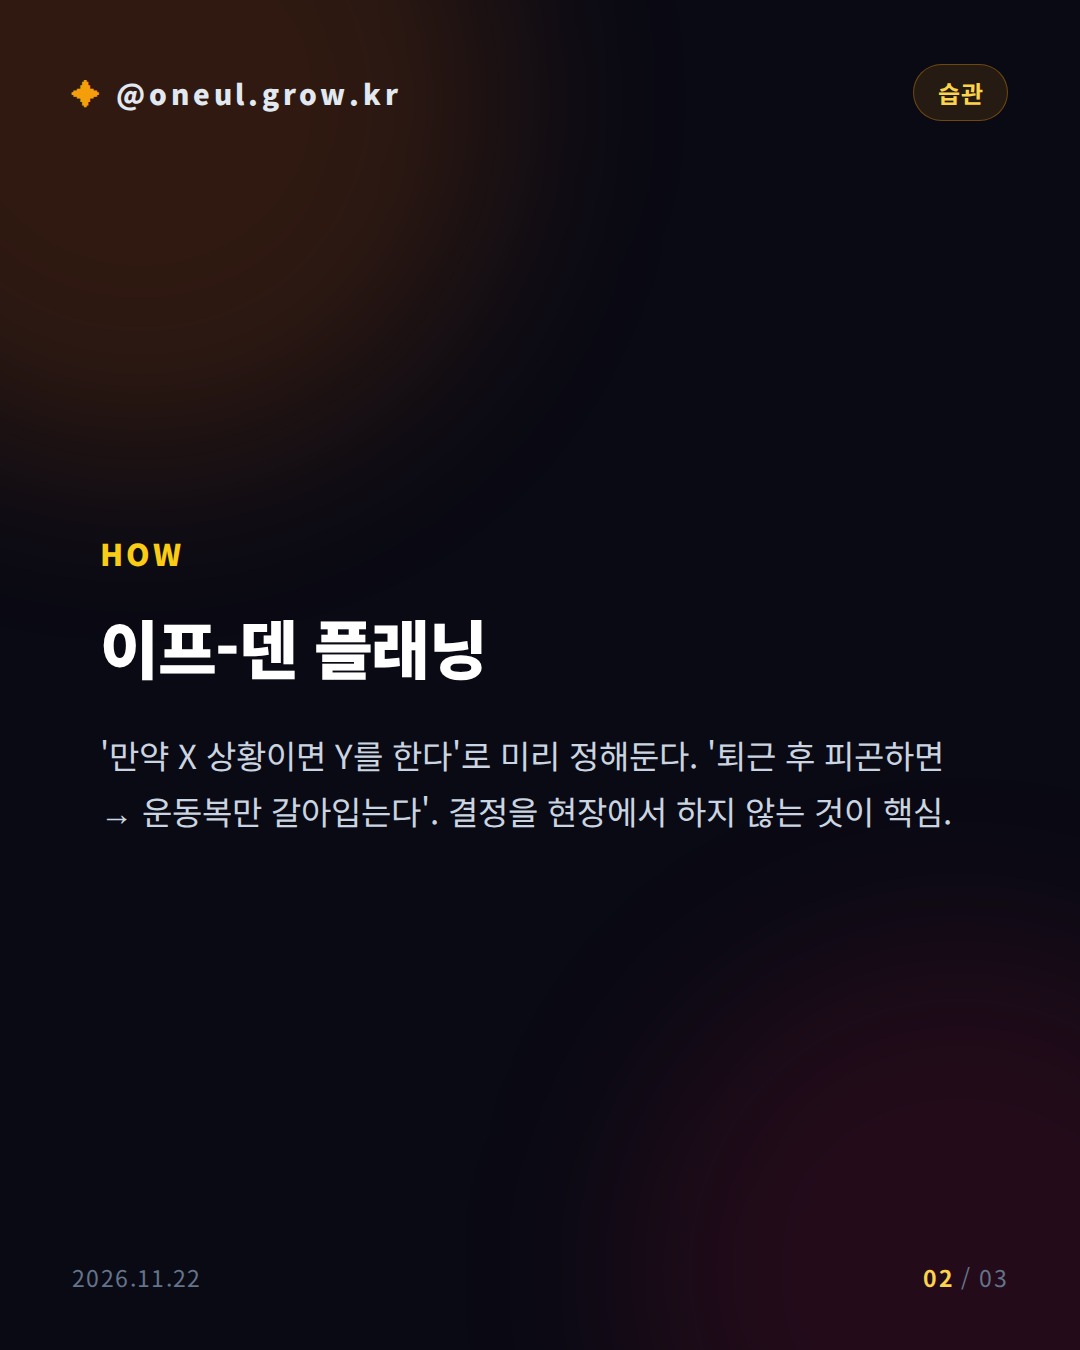 @oneul.grow.kr
습관
HOW
이프-덴 플래닝
'만약 X 상황이면 Y를 한다'로 미리 정해둔다. '퇴근 후 피곤하면
→ 운동복만 갈아입는다'. 결정을 현장에서 하지 않는 것이 핵심.
2026.11.22
02 / 03